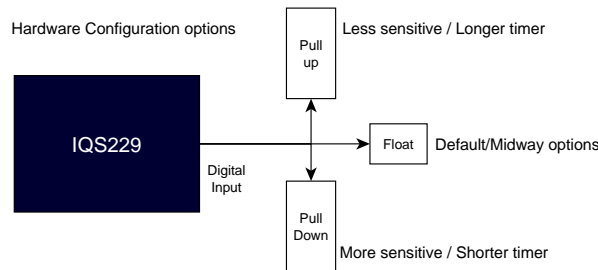 Hardware Configuration options
Less sensitive / Longer timer
Pull
up
IQS229
Digital
Input
Float
Default/Midway options
Pull
Down
More sensitive / Shorter timer